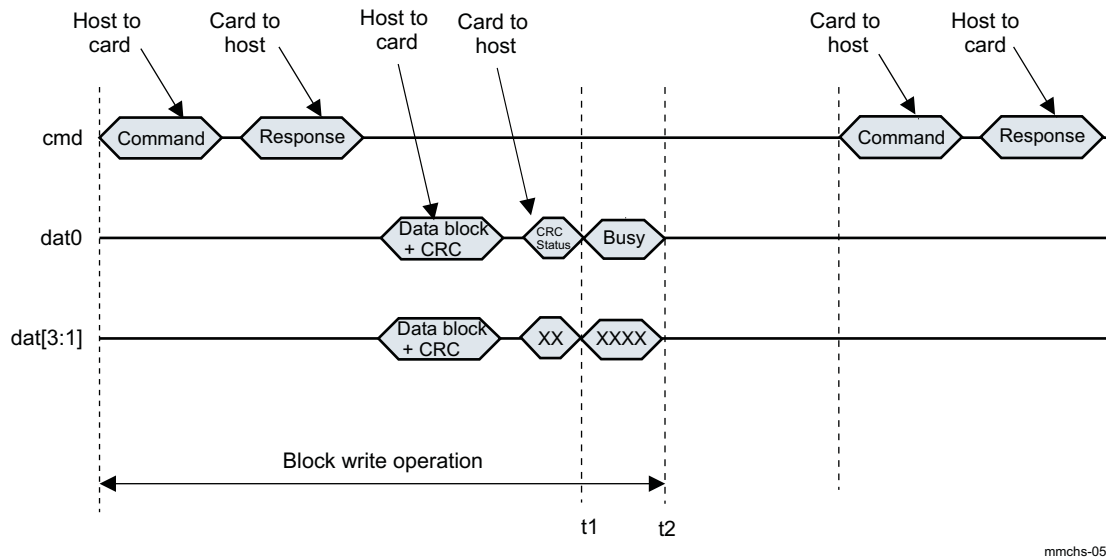 Host to
card
Card to
host
Host to
card
Card to
host
Card to
host
Host to
card
cmd
Command
Response
Command
Response
dat0
Data block
+ CRC
CRC
Status
Busy
dat[3:1]
Data block
+ CRC
XX
XXXX
Block write operation
t1
t2
mmchs-05